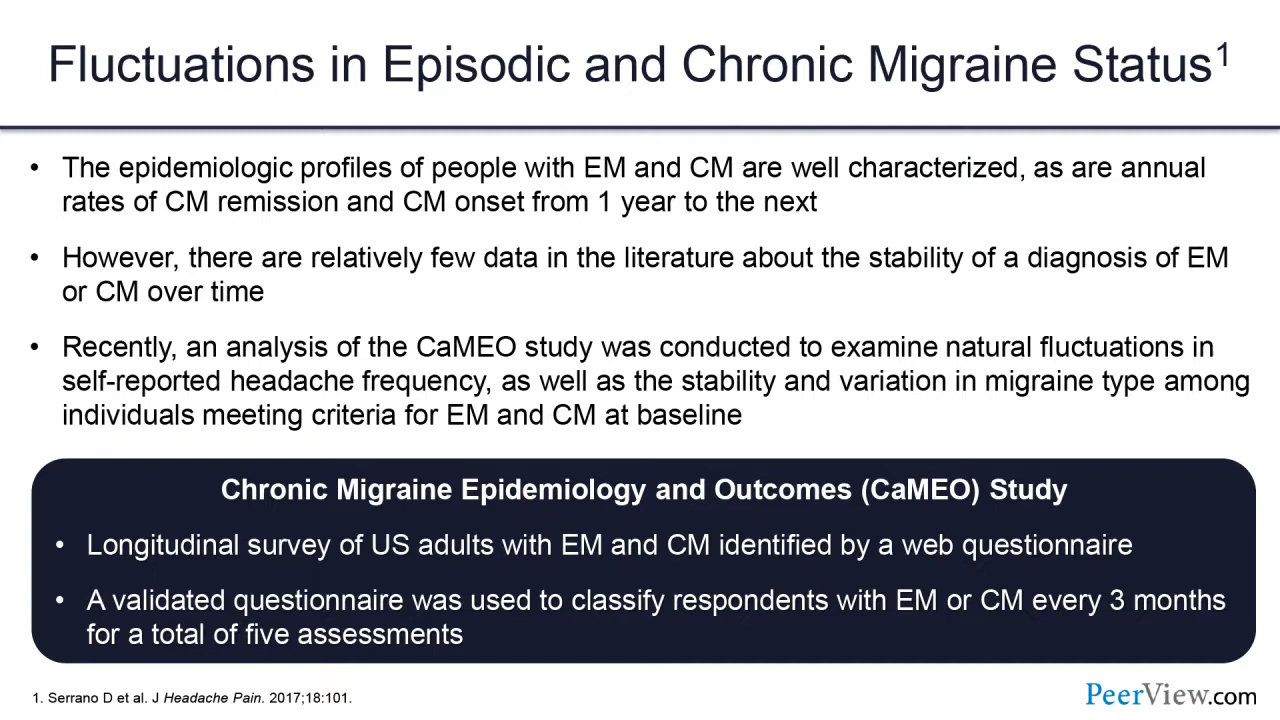 Fluctuations in Episodic and Chronic Migraine Status1
• The epidemiologic profiles of people with EM and CM are well characterized, as are annual
rates of CM remission and CM onset from 1 year to the next
• However, there are relatively few data in the literature about the stability of a diagnosis of EM
or CM over time
• Recently, an analysis of the CaMEO study was conducted to examine natural fluctuations in
self-reported headache frequency, as well as the stability and variation in migraine type among
individuals meeting criteria for EM and CM at baseline
Chronic Migraine Epidemiology and Outcomes (CaMEO) Study
• Longitudinal survey of US adults with EM and CM identified by a web questionnaire
• A validated questionnaire was used to classify respondents with EM or CM every 3 months
for a total of five assessments
1. Serrano D et al. J Headache Pain. 2017;18:101.
PeerView.com